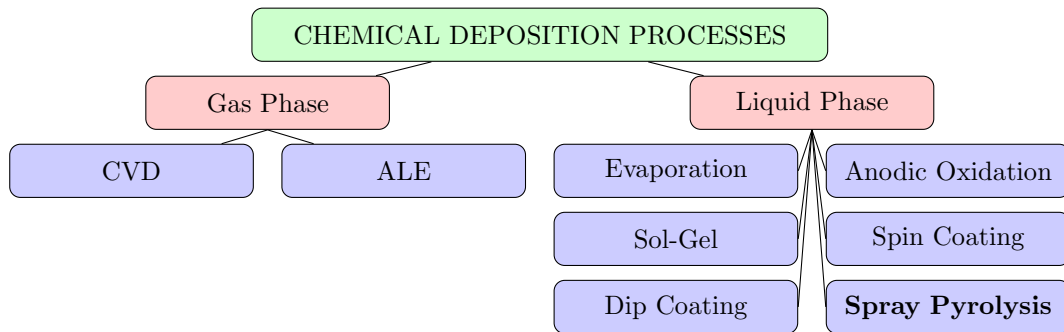 CHEMICAL DEPOSITION PROCESSES
Gas Phase
Liquid Phase
CVD
ALE
Evaporation
Anodic Oxidation
Sol-Gel
Spin Coating
Dip Coating
Spray Pyrolysis